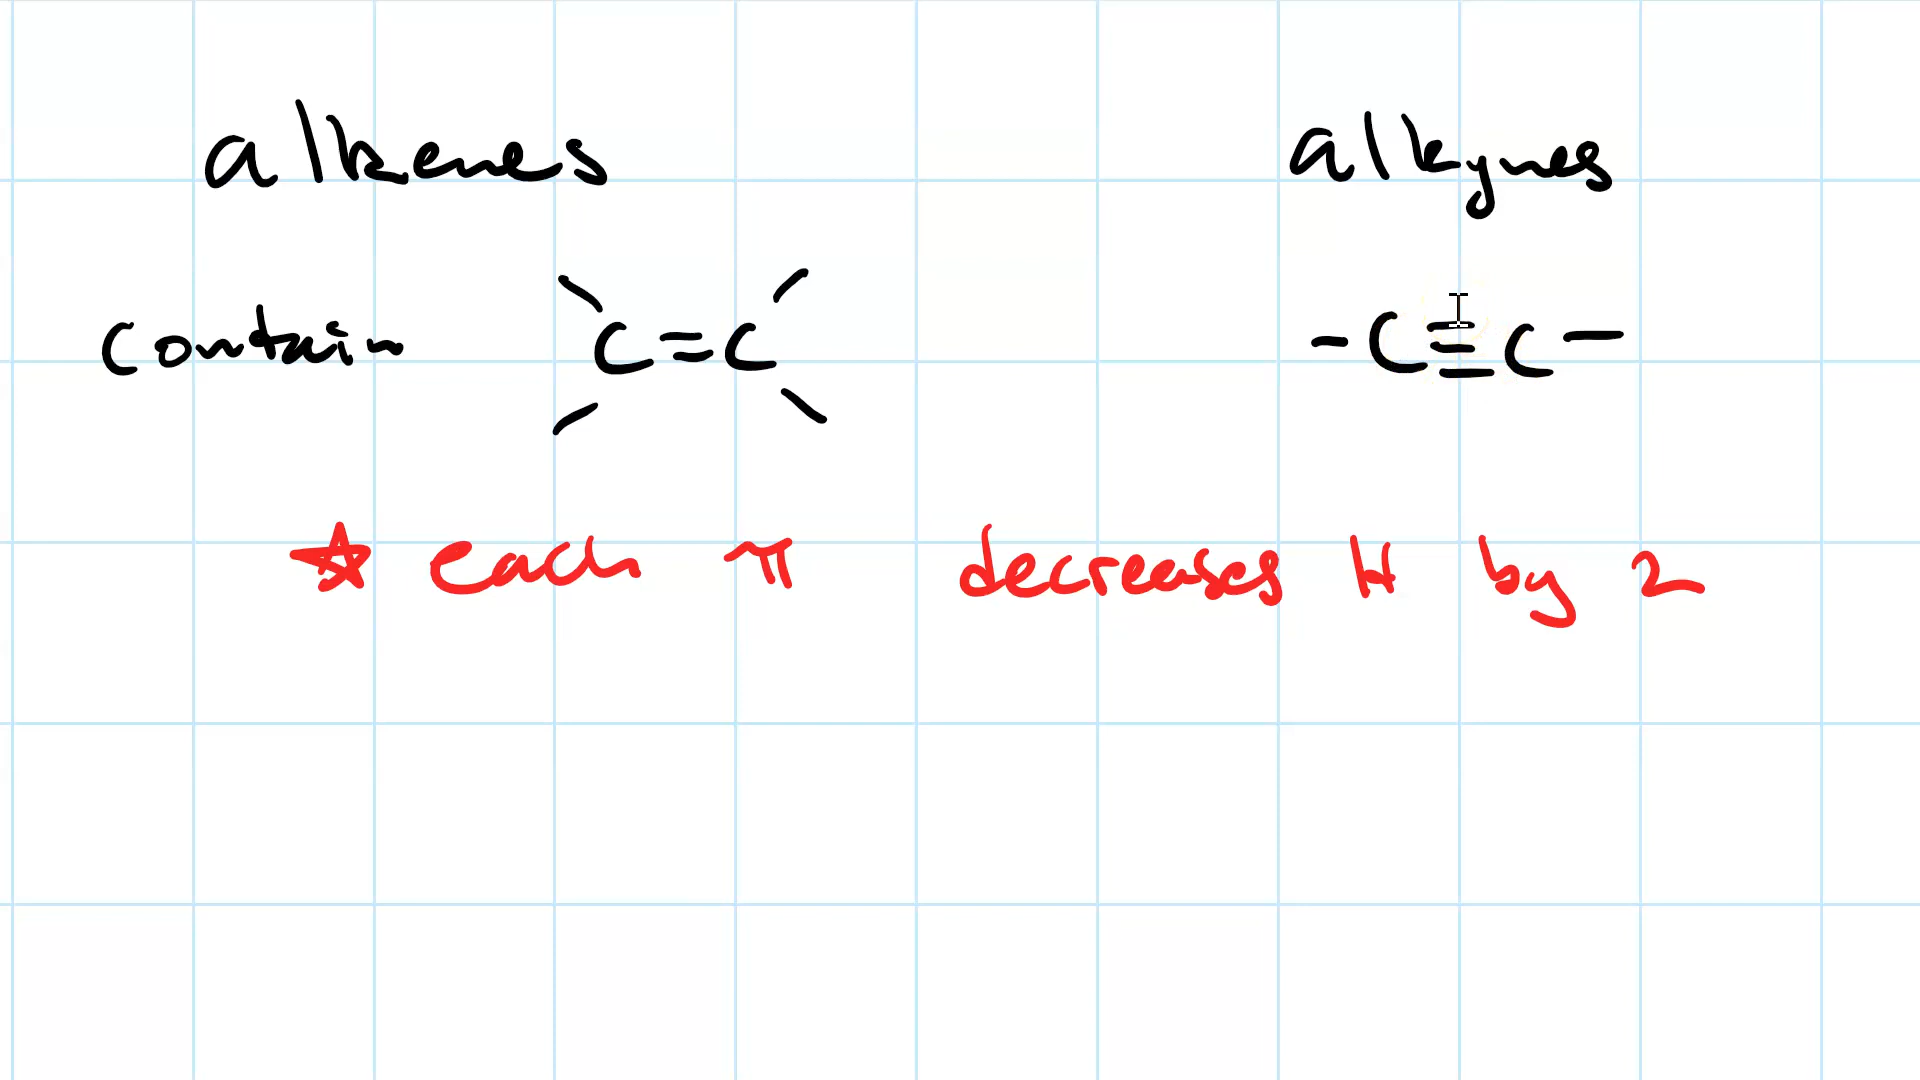 alkenes alkynes
contain C=C -C≡C-
☆ each π decreases H by 2